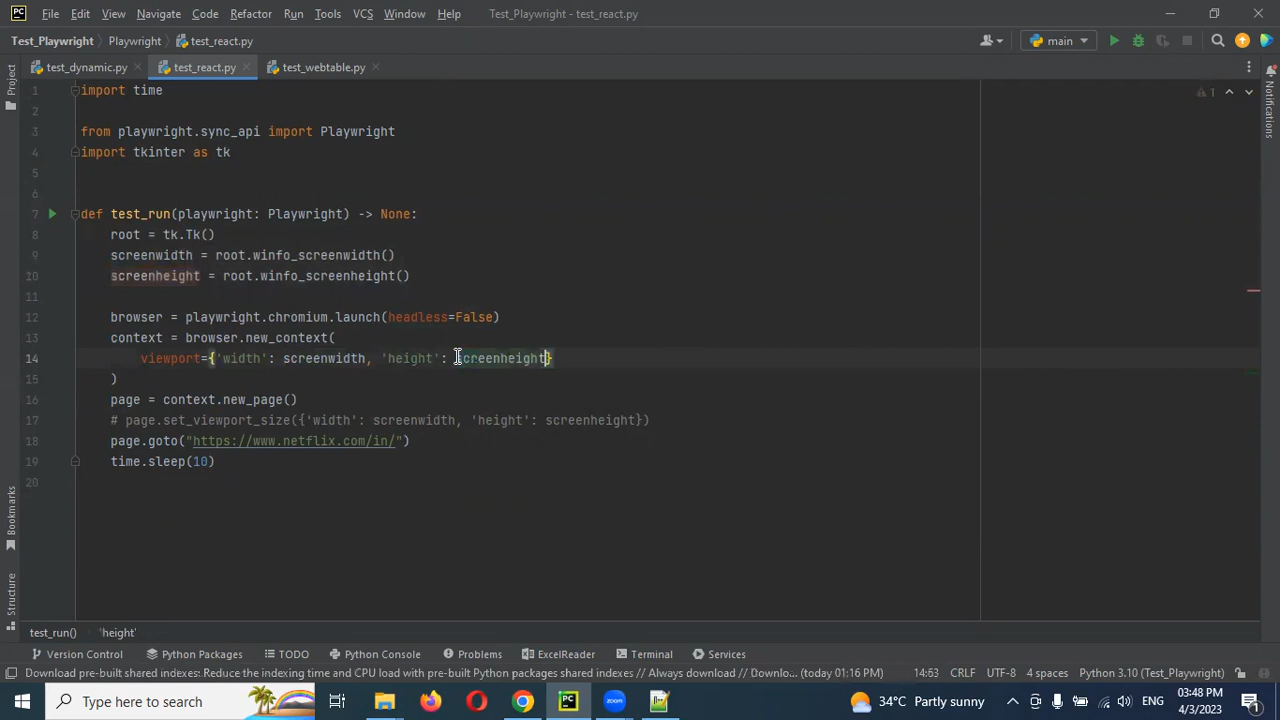 File Edit View Navigate Code Refactor Run Tools VCS Window Help Test_Playwright - test_react.py
Test_Playwright Playwright test_react.py main
test_dynamic.py test_react.py test_webtable.py
Project
Notifications
1
1 import time
2
3 from playwright.sync_api import Playwright
4 import tkinter as tk
5
6
7 def test_run(playwright: Playwright) -> None:
8 root = tk.Tk()
9 screenwidth = root.winfo_screenwidth()
10 screenheight = root.winfo_screenheight()
11
12 browser = playwright.chromium.launch(headless=False)
13 context = browser.new_context(
14 viewport={'width': screenwidth, 'height': screenheight}
15 )
16 page = context.new_page()
17 # page.set_viewport_size({'width': screenwidth, 'height': screenheight})
18 page.goto("https://www.netflix.com/in/")
19 time.sleep(10)
20
Bookmarks
Structure
test_run() 'height'
Version Control Python Packages TODO Python Console Problems ExcelReader Terminal Services
Download pre-built shared indexes: Reduce the indexing time and CPU load with pre-built Python packages shared indexes // Always download // Downlo... (today 01:16 PM) 14:63 CRLF UTF-8 4 spaces Python 3.10 (Test_Playwright)
Type here to search zoom 34°C Partly sunny ENG 03:48 PM
4/3/2023 1